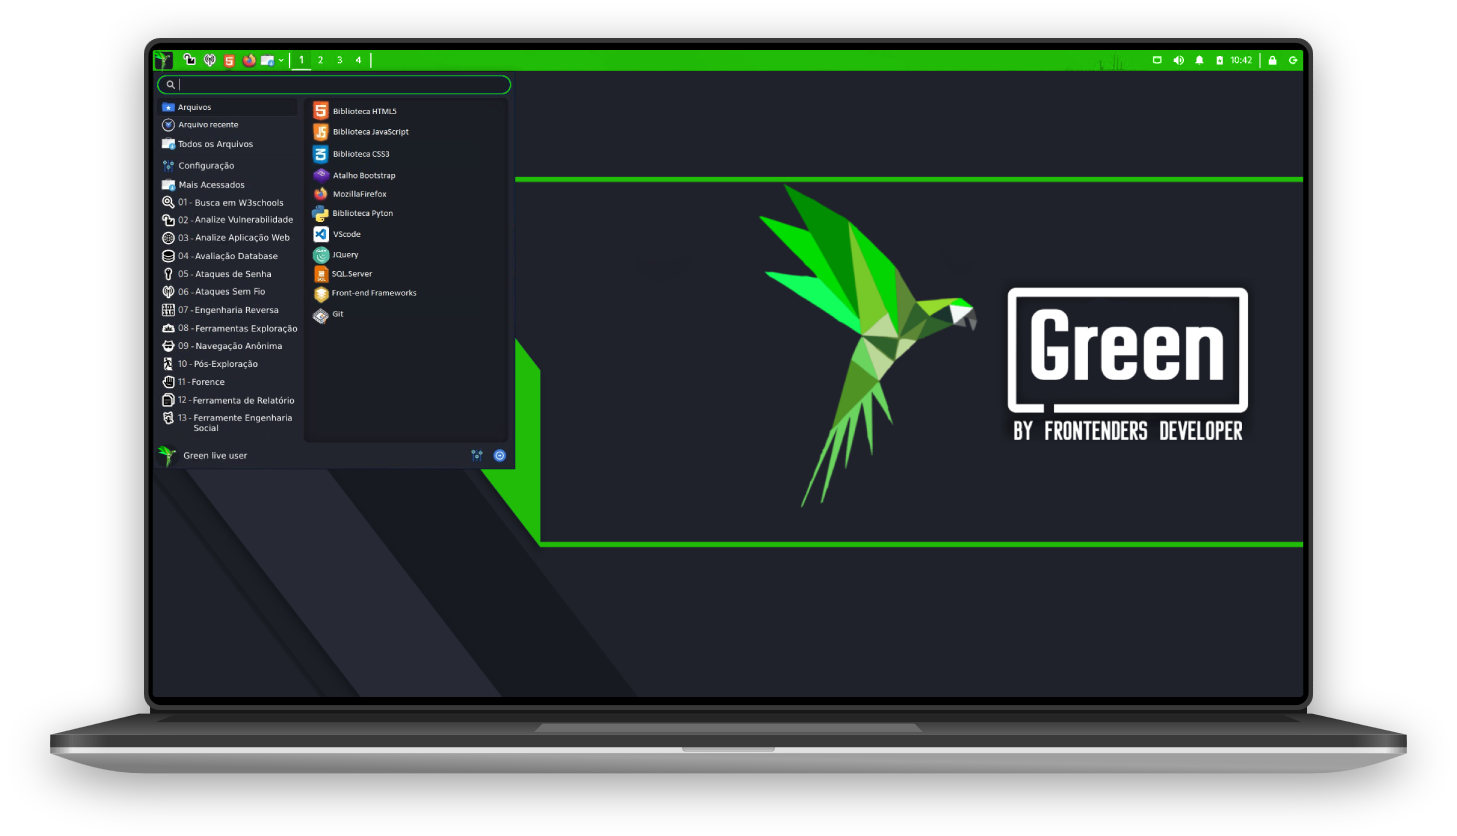 1 2 3 4
10:42
Arquivos
Arquivo recente
Todos os Arquivos
Configuração
Mais Acessados
01 - Busca em W3schools
02 - Analize Vulnerabilidade
03 - Analize Aplicação Web
04 - Avaliação Database
05 - Ataques de Senha
06 - Ataques Sem Fio
07 - Engenharia Reversa
08 - Ferramentas Exploração
09 - Navegação Anônima
10 - Pós-Exploração
11 - Forence
12 - Ferramenta de Relatório
13 - Ferramente Engenharia
Social
Biblioteca HTML5
Biblioteca JavaScript
Biblioteca CSS3
Atalho Bootstrap
MozillaFirefox
Biblioteca Pyton
VScode
JQuery
SQL.Server
Front-end Frameworks
Git
Green live user
Green
BY FRONTENDERS DEVELOPER